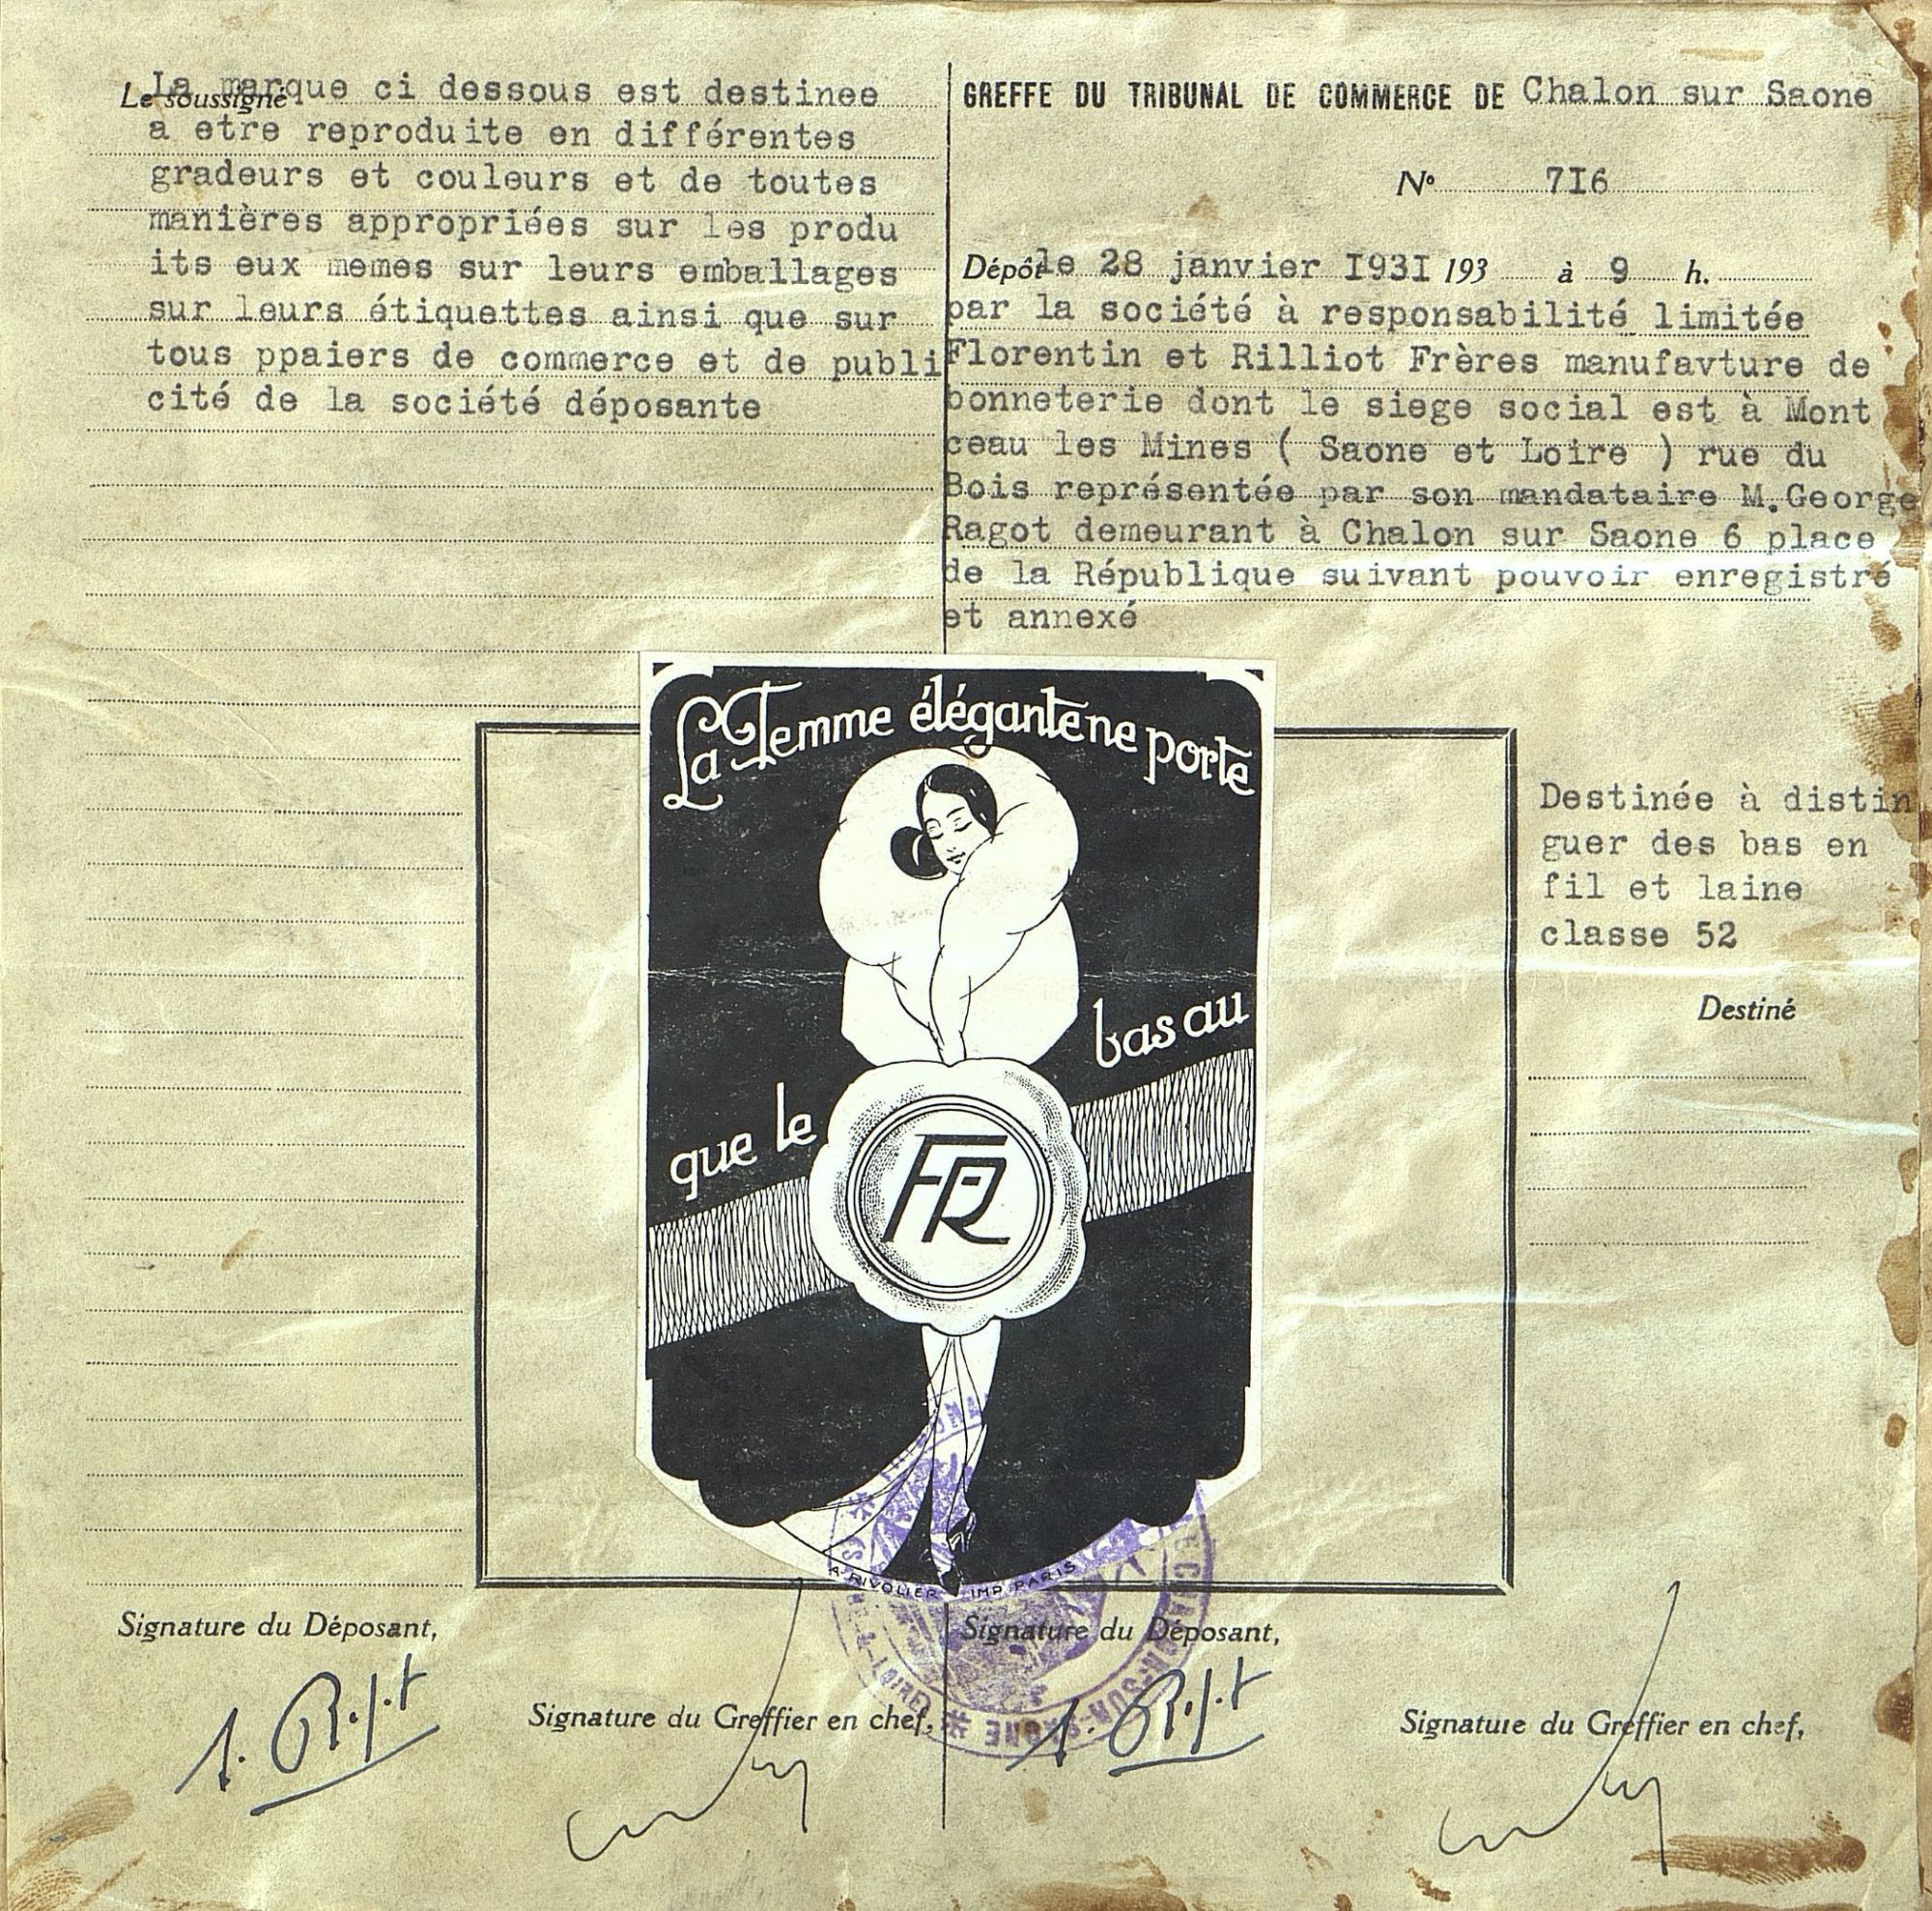 Le soussigné
La marque ci dessous est destinee
a etre reproduite en différentes
gradeurs et couleurs et de toutes
manières appropriées sur les produ
its eux memes sur leurs emballages
sur leurs étiquettes ainsi que sur
tous ppaiers de commerce et de publi
cité de la société déposante
GREFFE DU TRIBUNAL DE COMMERCE DE Chalon sur Saone
N° 7I6
Dépôt le 28 janvier I93I 193 à 9 h.
par la société à responsabilité limitée
Florentin et Rilliot Frères manufavture de
bonneterie dont le siege social est à Mont
ceau les Mines ( Saone et Loire ) rue du
Bois représentée par son mandataire M.George
Ragot demeurant à Chalon sur Saone 6 place
de la République suivant pouvoir enregistré
et annexé
La Femme élégante ne porte
que le bas au
FR
A. RIVOLIER IMP. PARIS
Destinée à distin
guer des bas en
fil et laine
classe 52
Destiné
Signature du Déposant,
Signature du Greffier en chef,
Signature du Déposant,
Signature du Greffier en chef,